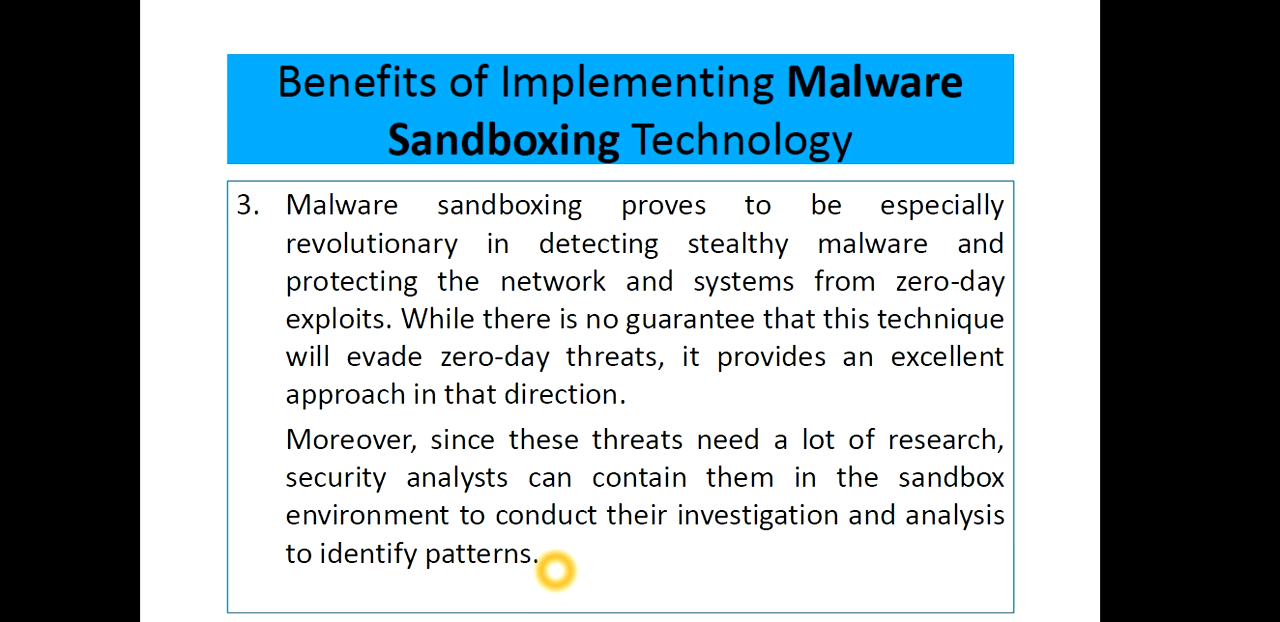 Benefits of Implementing Malware
Sandboxing Technology
3. Malware sandboxing proves to be especially
revolutionary in detecting stealthy malware and
protecting the network and systems from zero-day
exploits. While there is no guarantee that this technique
will evade zero-day threats, it provides an excellent
approach in that direction.
Moreover, since these threats need a lot of research,
security analysts can contain them in the sandbox
environment to conduct their investigation and analysis
to identify patterns.